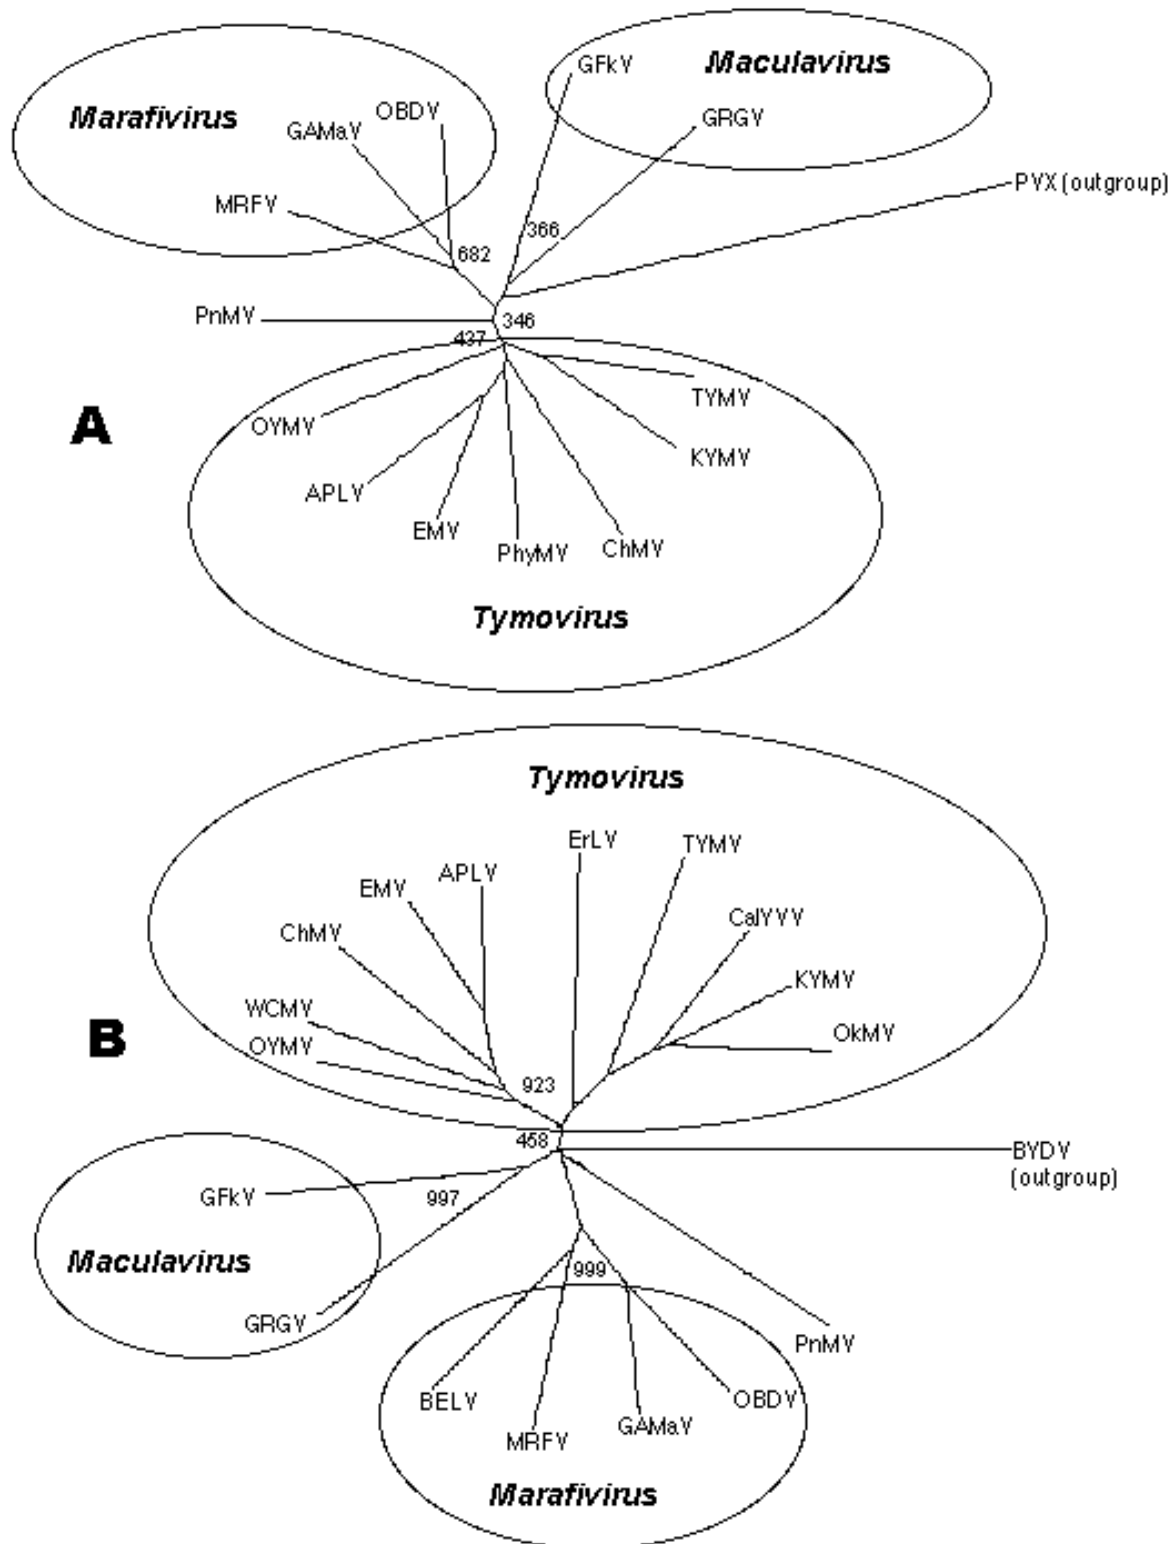 GFkV
Maculavirus
OBDV
Marafivirus
GAMaV
GRGV
PVX (outgroup)
MRFV
366
682
PnMV
346
437
TYMV
OYMV
KYMV
APLV
EMV
PhyMV
ChMV
A
Tymovirus
Tymovirus
ErLV
TYMV
APLV
EMV
CalYVV
ChMV
KYMV
WCMV
OkMV
OYMV
B
923
458
BYDV
(outgroup)
GFkV
997
Maculavirus
999
GRGV
PnMV
BELV
OBDV
GAMaV
MRFV
Marafivirus